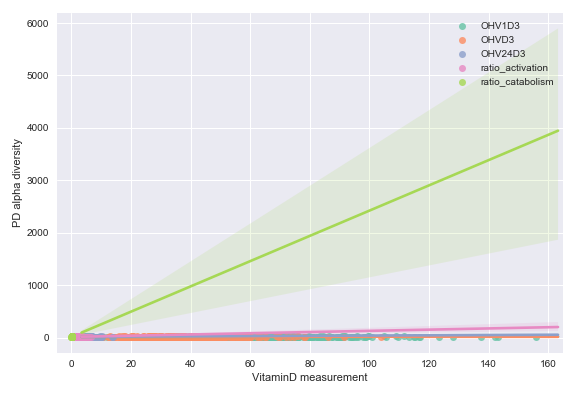 6000
5000
4000
3000
2000
1000
0
PD alpha diversity
OHV1D3
OHVD3
OHV24D3
ratio_activation
ratio_catabolism
0 20 40 60 80 100 120 140 160
VitaminD measurement